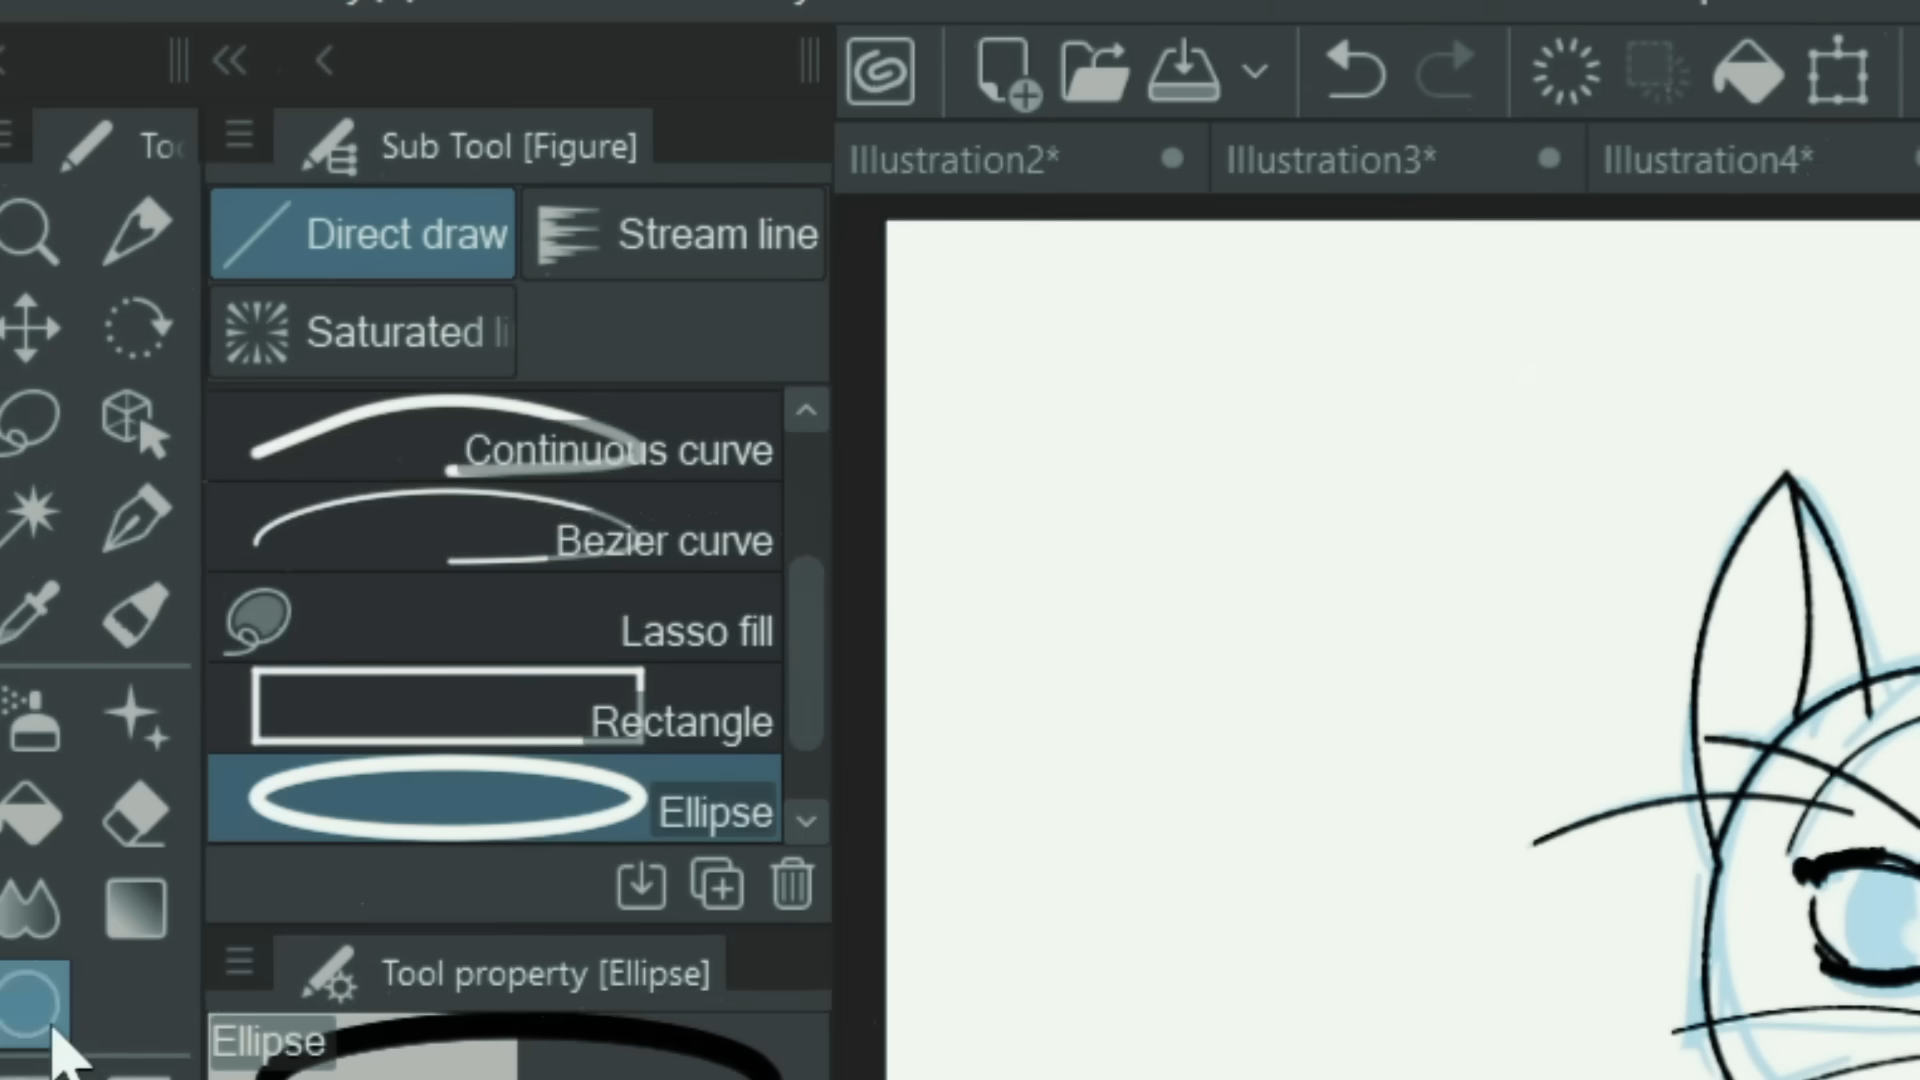 Sub Tool [Figure]
Direct draw
Stream line
Saturated li
Continuous curve
Bezier curve
Lasso fill
Rectangle
Ellipse
Tool property [Ellipse]
Ellipse
Illustration2*
Illustration3*
Illustration4*